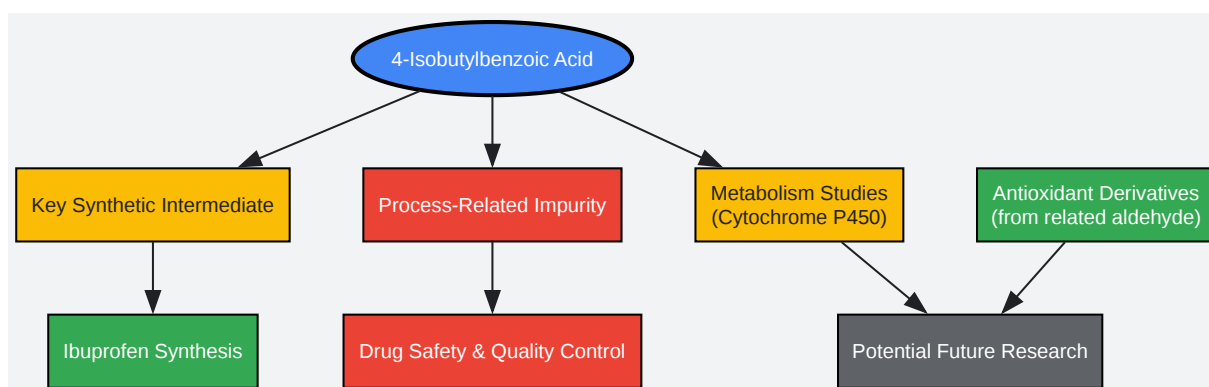 4-Isobutylbenzoic Acid
Key Synthetic Intermediate
Process-Related Impurity
Metabolism Studies
(Cytochrome P450)
Antioxidant Derivatives
(from related aldehyde)
Ibuprofen Synthesis
Drug Safety & Quality Control
Potential Future Research